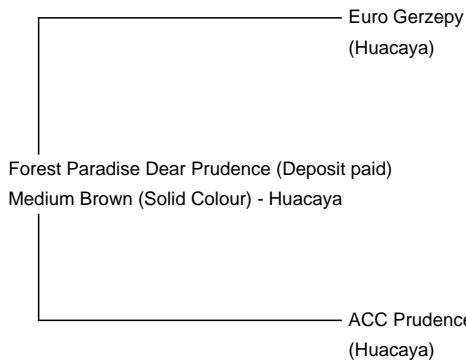 Euro Gerzepy
(Huacaya)
Forest Paradise Dear Prudence (Deposit paid)
Medium Brown (Solid Colour) - Huacaya
ACC Prudence
(Huacaya)